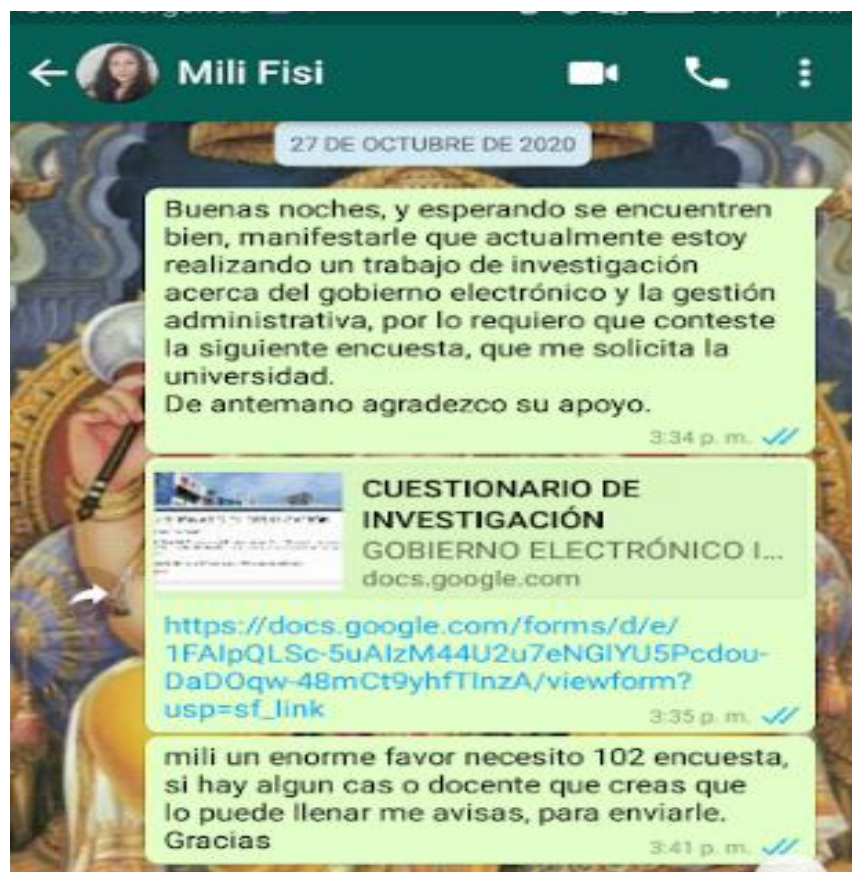 Mili Fisi
27 DE OCTUBRE DE 2020
Buenas noches, y esperando se encuentren
bien, manifestarle que actualmente estoy
realizando un trabajo de investigación
acerca del gobierno electrónico y la gestión
administrativa, por lo requiero que conteste
la siguiente encuesta, que me solicita la
universidad.
De antemano agradezco su apoyo.
3:34 p. m.
CUESTIONARIO DE
INVESTIGACIÓN
GOBIERNO ELECTRÓNICO I...
docs.google.com
https://docs.google.com/forms/d/e/
1FAIpQLSc-5uAIzM44U2u7eNGIYU5Pcdou-
DaDOqw-48mCt9yhfTInzA/viewform?
usp=sf_link
3:35 p. m.
mili un enorme favor necesito 102 encuesta,
si hay algun cas o docente que creas que
lo puede llenar me avisas, para enviarle.
Gracias
3:41 p. m.